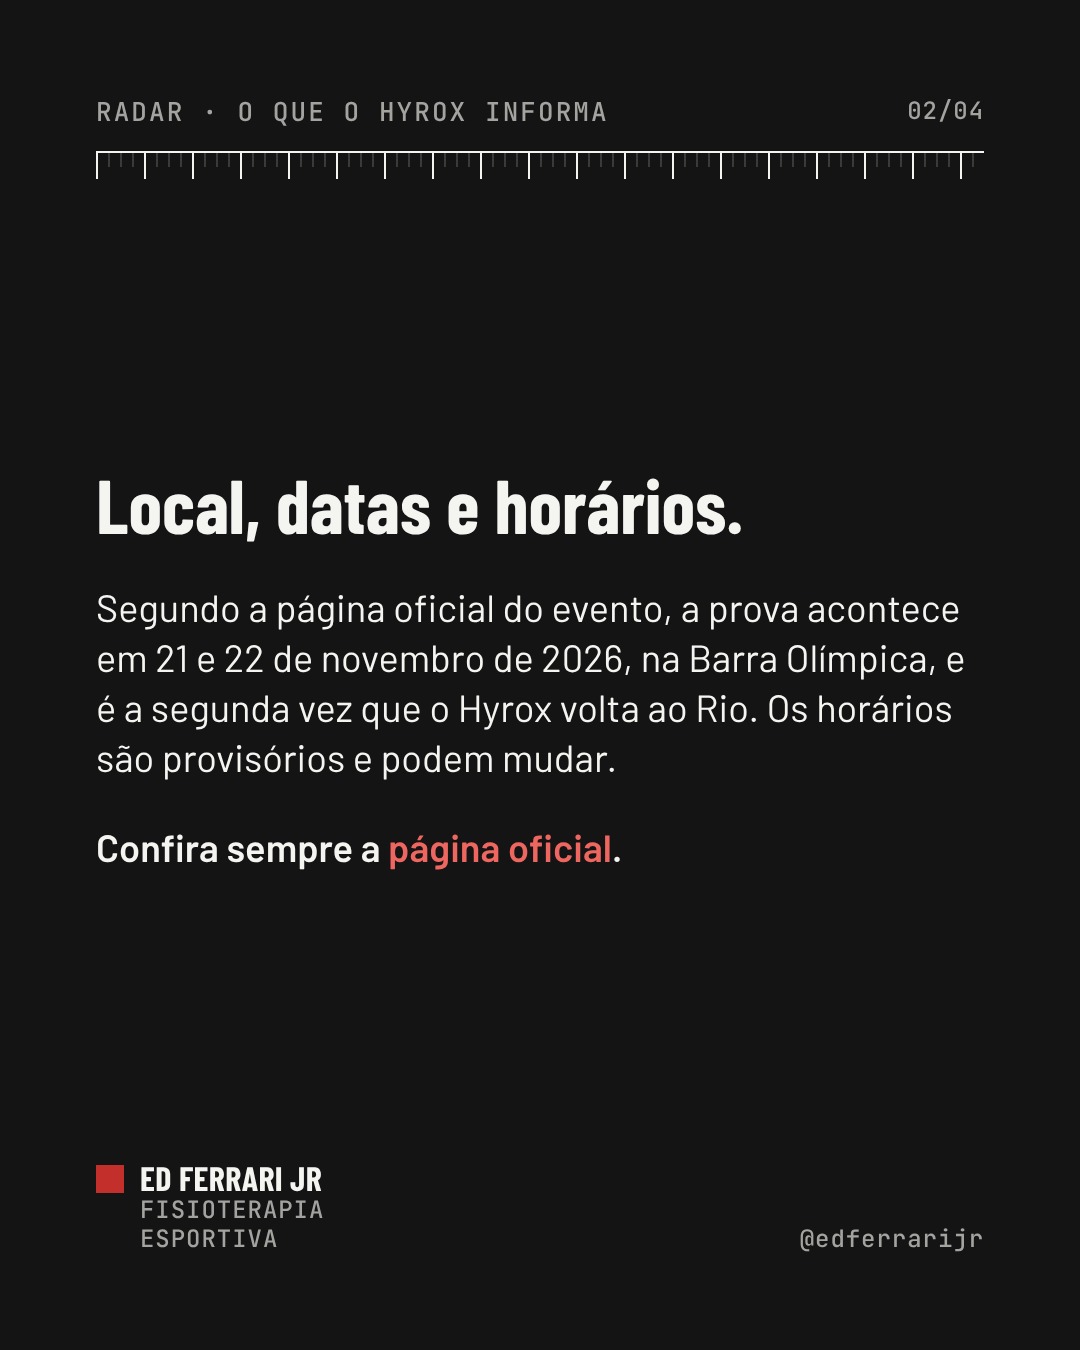 RADAR · O QUE O HYROX INFORMA
02/04
Local, datas e horários.
Segundo a página oficial do evento, a prova acontece
em 21 e 22 de novembro de 2026, na Barra Olímpica, e
é a segunda vez que o Hyrox volta ao Rio. Os horários
são provisórios e podem mudar.
Confira sempre a página oficial.
ED FERRARI JR
FISIOTERAPIA
ESPORTIVA
@edferrarijr